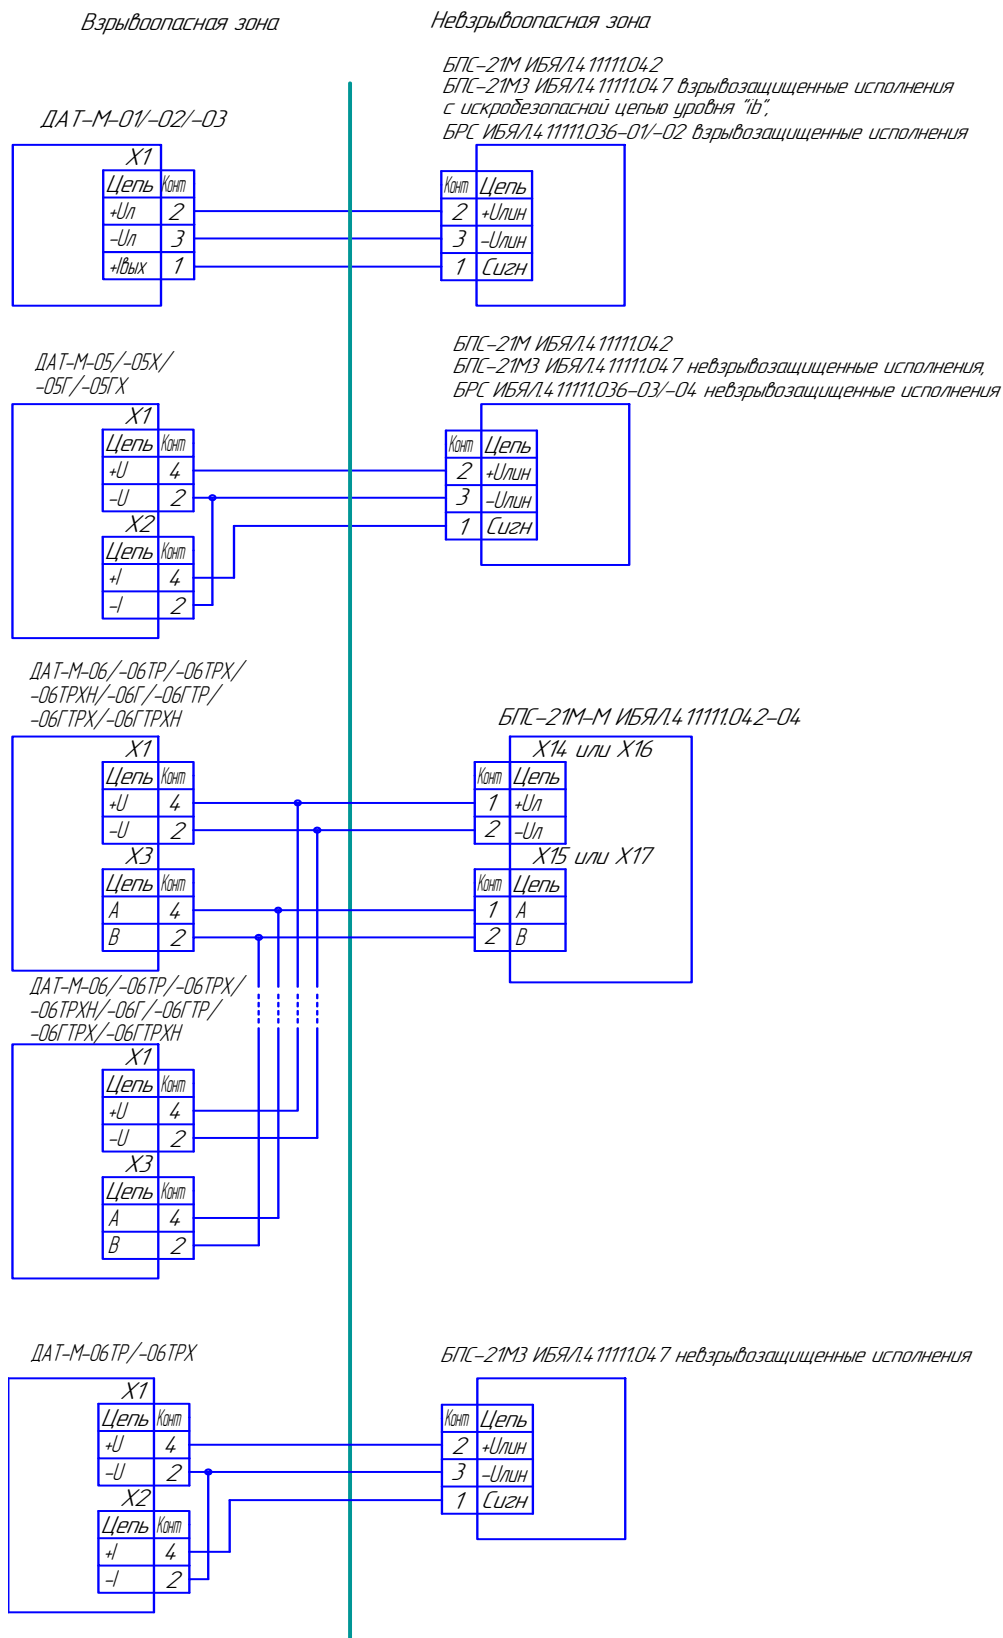 Взрывоопасная зона
Невзрывоопасная зона
БПС-21М ИБЯЛ.411111.042
БПС-21М3 ИБЯЛ.411111.047 взрывозащищенные исполнения
с искробезопасной цепью уровня "ib",
БРС ИБЯЛ.411111.036-01/-02 взрывозащищенные исполнения
ДАТ-М-01/-02/-03
X1
Цепь Конт
+Uл 2
-Uл 3
+Iвых 1
Конт Цепь
2 +Uлин
3 -Uлин
1 Сигн
ДАТ-М-05/-05Х/
-05Г/-05ГХ
БПС-21М ИБЯЛ.411111.042
БПС-21М3 ИБЯЛ.411111.047 невзрывозащищенные исполнения,
БРС ИБЯЛ.411111.036-03/-04 невзрывозащищенные исполнения
X1
Цепь Конт
+U 4
-U 2
X2
Цепь Конт
+I 4
-I 2
Конт Цепь
2 +Uлин
3 -Uлин
1 Сигн
ДАТ-М-06/-06ТР/-06ТРХ/
-06ТРХН/-06Г/-06ГТР/
-06ГТРХ/-06ГТРХН
БПС-21М-М ИБЯЛ.411111.042-04
X1
Цепь Конт
+U 4
-U 2
X3
Цепь Конт
A 4
B 2
X14 или X16
Конт Цепь
1 +Uл
2 -Uл
X15 или X17
Конт Цепь
1 A
2 B
ДАТ-М-06/-06ТР/-06ТРХ/
-06ТРХН/-06Г/-06ГТР/
-06ГТРХ/-06ГТРХН
X1
Цепь Конт
+U 4
-U 2
X3
Цепь Конт
A 4
B 2
ДАТ-М-06ТР/-06ТРХ
БПС-21М3 ИБЯЛ.411111.047 невзрывозащищенные исполнения
X1
Цепь Конт
+U 4
-U 2
X2
Цепь Конт
+I 4
-I 2
Конт Цепь
2 +Uлин
3 -Uлин
1 Сигн